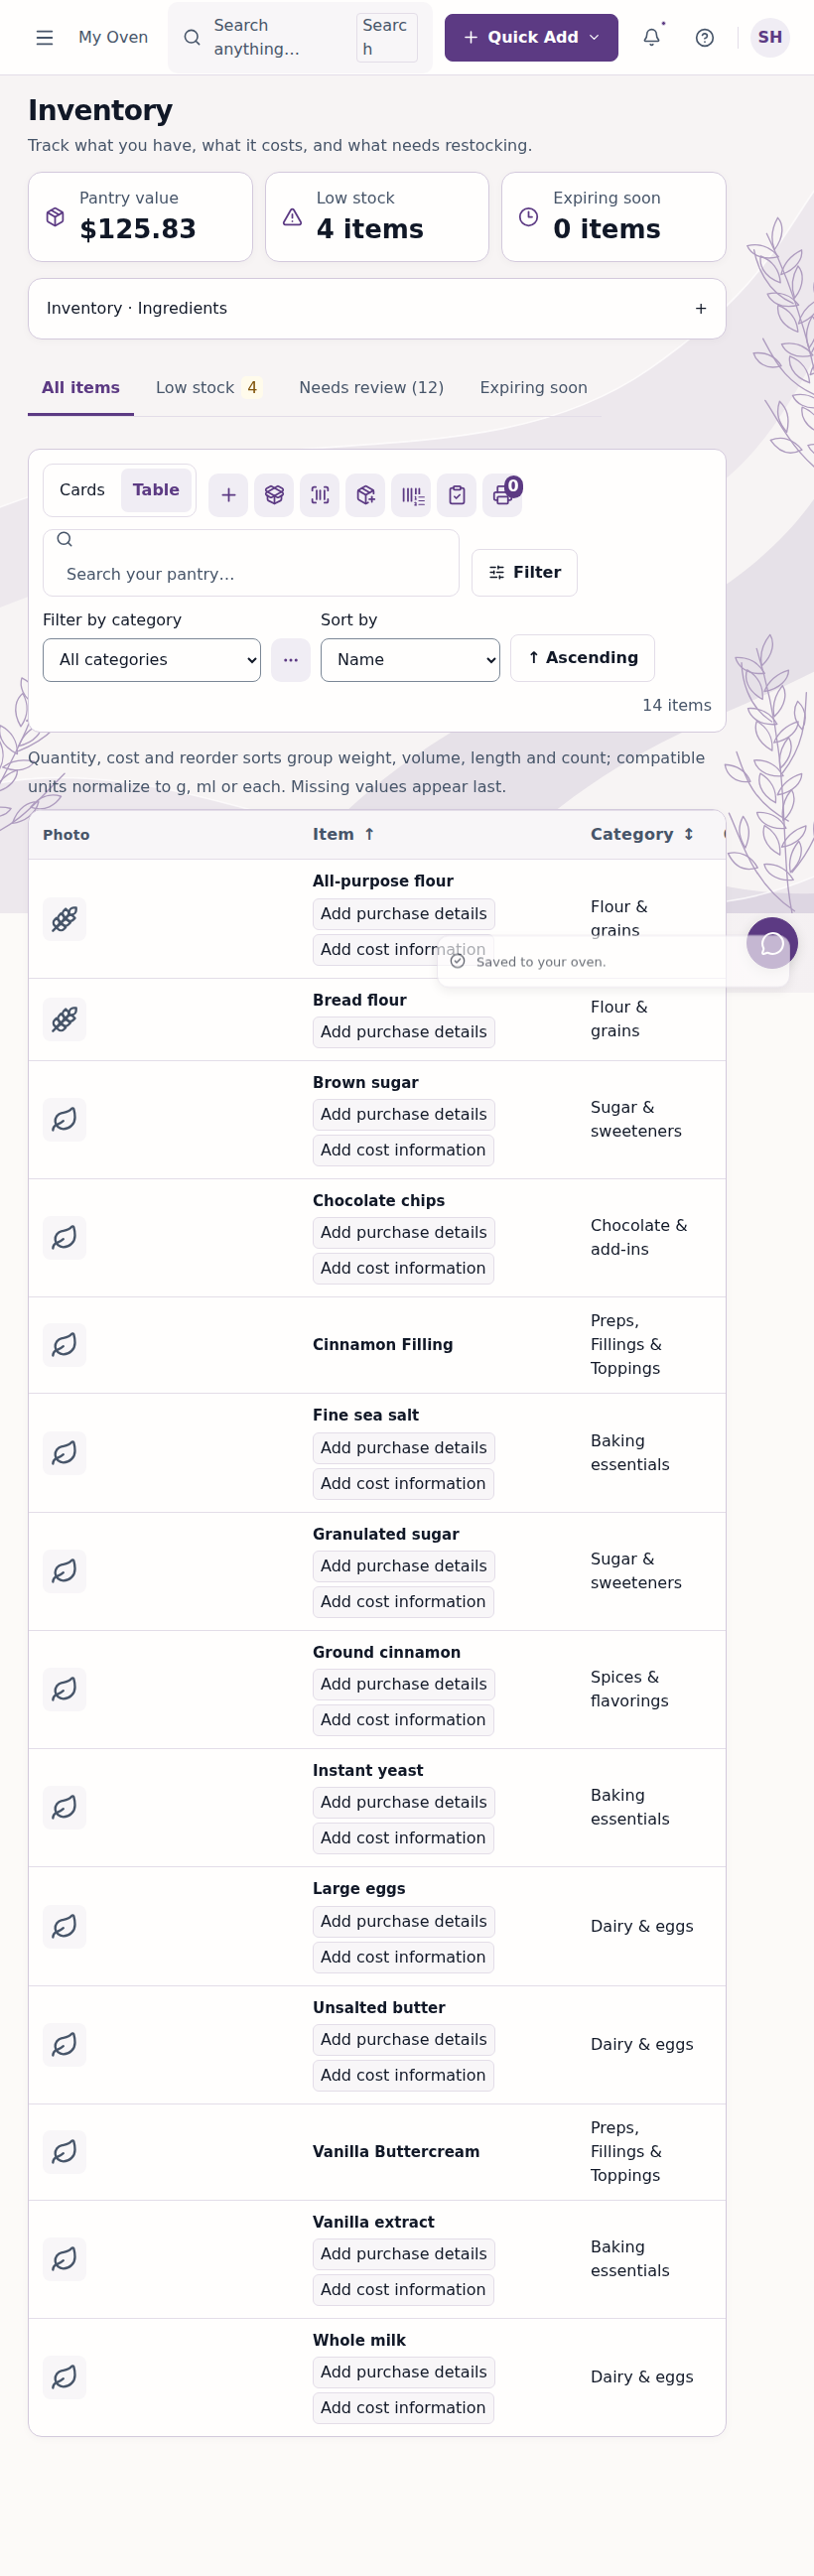 My Oven
Search
anything…
Searc
h
Quick Add
SH
Inventory
Track what you have, what it costs, and what needs restocking.
Pantry value
$125.83
Low stock
4 items
Expiring soon
0 items
Inventory · Ingredients
+
All items
Low stock 4
Needs review (12)
Expiring soon
Cards
Table
0
Search your pantry…
Filter
Filter by category
Sort by
All categories
Name
↑ Ascending
14 items
Quantity, cost and reorder sorts group weight, volume, length and count; compatible
units normalize to g, ml or each. Missing values appear last.
Photo
Item ↑
Category ↕
All-purpose flour
Add purchase details
Add cost information
Flour &
grains
Saved to your oven.
Bread flour
Add purchase details
Flour &
grains
Brown sugar
Add purchase details
Add cost information
Sugar &
sweeteners
Chocolate chips
Add purchase details
Add cost information
Chocolate &
add-ins
Cinnamon Filling
Preps,
Fillings &
Toppings
Fine sea salt
Add purchase details
Add cost information
Baking
essentials
Granulated sugar
Add purchase details
Add cost information
Sugar &
sweeteners
Ground cinnamon
Add purchase details
Add cost information
Spices &
flavorings
Instant yeast
Add purchase details
Add cost information
Baking
essentials
Large eggs
Add purchase details
Add cost information
Dairy & eggs
Unsalted butter
Add purchase details
Add cost information
Dairy & eggs
Vanilla Buttercream
Preps,
Fillings &
Toppings
Vanilla extract
Add purchase details
Add cost information
Baking
essentials
Whole milk
Add purchase details
Add cost information
Dairy & eggs